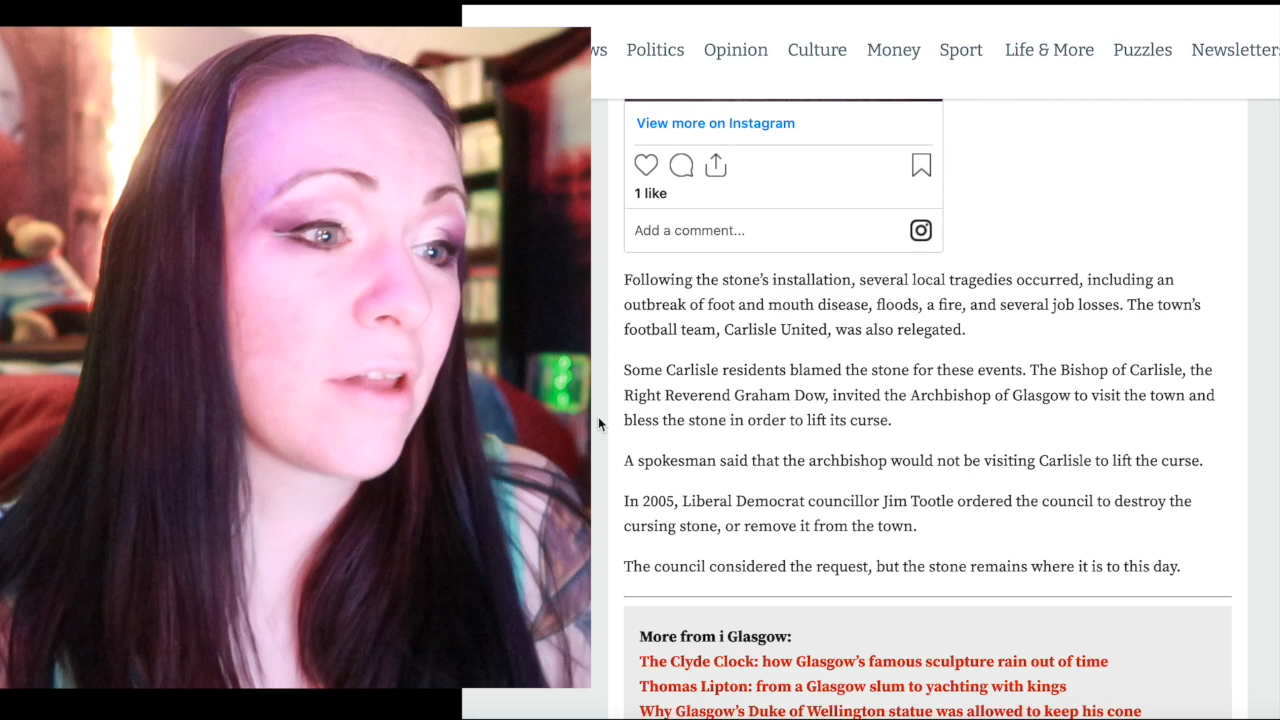 ws Politics Opinion Culture Money Sport Life & More Puzzles Newsletter
View more on Instagram
1 like
Add a comment...
Following the stone’s installation, several local tragedies occurred, including an
outbreak of foot and mouth disease, floods, a fire, and several job losses. The town’s
football team, Carlisle United, was also relegated.
Some Carlisle residents blamed the stone for these events. The Bishop of Carlisle, the
Right Reverend Graham Dow, invited the Archbishop of Glasgow to visit the town and
bless the stone in order to lift its curse.
A spokesman said that the archbishop would not be visiting Carlisle to lift the curse.
In 2005, Liberal Democrat councillor Jim Tootle ordered the council to destroy the
cursing stone, or remove it from the town.
The council considered the request, but the stone remains where it is to this day.
More from i Glasgow:
The Clyde Clock: how Glasgow’s famous sculpture rain out of time
Thomas Lipton: from a Glasgow slum to yachting with kings
Why Glasgow’s Duke of Wellington statue was allowed to keep his cone